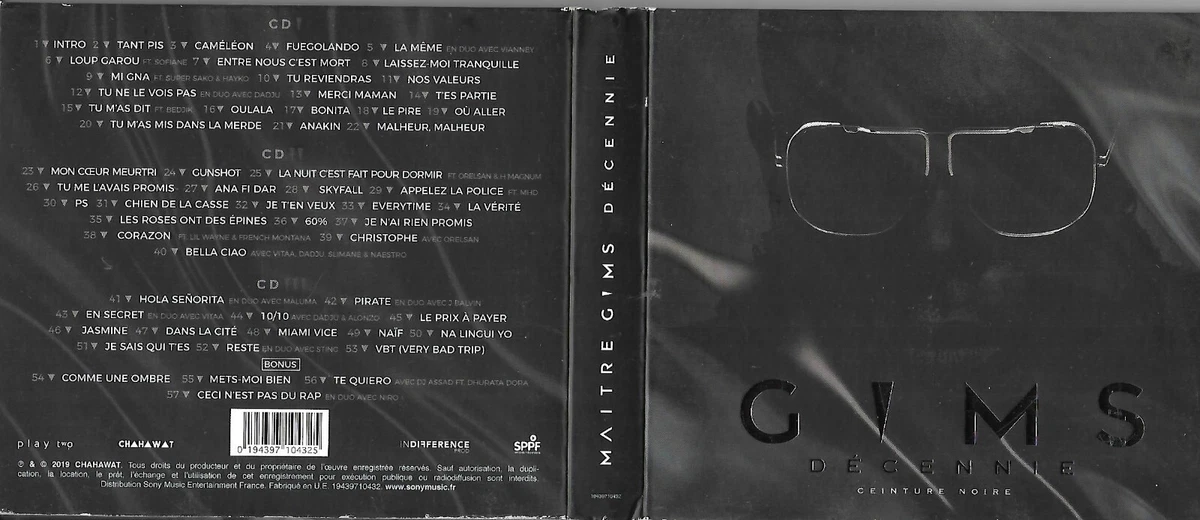 CD I
1 ▼ INTRO 2 ▼ TANT PIS 3 ▼ CAMÉLÉON 4 ▼ FUEGOLANDO 5 ▼ LA MÊME EN DUO AVEC VIANNEY
6 ▼ LOUP GAROU FT. SOFIANE 7 ▼ ENTRE NOUS C'EST MORT 8 ▼ LAISSEZ-MOI TRANQUILLE
9 ▼ MI GNA FT. SUPER SAKO & HAYKO 10 ▼ TU REVIENDRAS 11 ▼ NOS VALEURS
12 ▼ TU NE LE VOIS PAS EN DUO AVEC DADJU 13 ▼ MERCI MAMAN 14 ▼ T'ES PARTIE
15 ▼ TU M'AS DIT FT. BEDJIK 16 ▼ OULALA 17 ▼ BONITA 18 ▼ LE PIRE 19 ▼ OÙ ALLER
20 ▼ TU M'AS MIS DANS LA MERDE 21 ▼ ANAKIN 22 ▼ MALHEUR, MALHEUR
CD II
23 ▼ MON CŒUR MEURTRI 24 ▼ GUNSHOT 25 ▼ LA NUIT C'EST FAIT POUR DORMIR FT ORELSAN & H MAGNUM
26 ▼ TU ME L'AVAIS PROMIS 27 ▼ ANA FI DAR 28 ▼ SKYFALL 29 ▼ APPELEZ LA POLICE FT MHD
30 ▼ PS 31 ▼ CHIEN DE LA CASSE 32 ▼ JE T'EN VEUX 33 ▼ EVERYTIME 34 ▼ LA VÉRITÉ
35 ▼ LES ROSES ONT DES ÉPINES 36 ▼ 60% 37 ▼ JE N'AI RIEN PROMIS
38 ▼ CORAZON FT LIL WAYNE & FRENCH MONTANA 39 ▼ CHRISTOPHE AVEC ORELSAN
40 ▼ BELLA CIAO AVEC VITAA, DADJU, SLIMANE & NAESTRO
CD III
41 ▼ HOLA SEÑORITA EN DUO AVEC MALUMA 42 ▼ PIRATE EN DUO AVEC J BALVIN
43 ▼ EN SECRET EN DUO AVEC VITAA 44 ▼ 10/10 AVEC DADJU & ALONZO 45 ▼ LE PRIX À PAYER
46 ▼ JASMINE 47 ▼ DANS LA CITÉ 48 ▼ MIAMI VICE 49 ▼ NAÏF 50 ▼ NA LINGUI YO
51 ▼ JE SAIS QUI T'ES 52 ▼ RESTE EN DUO AVEC STING 53 ▼ VBT (VERY BAD TRIP)
BONUS
54 ▼ COMME UNE OMBRE 55 ▼ METS-MOI BIEN 56 ▼ TE QUIERO AVEC DJ ASSAD FT. DHURATA DORA
57 ▼ CECI N'EST PAS DU RAP EN DUO AVEC NIRO
play two CHAHAWAT 0 194397 104325 INDIFFERENCE PROD SPPF
℗ & © 2019 CHAHAWAT. Tous droits du producteur et du propriétaire de l'œuvre enregistrée réservés. Sauf autorisation, la dupli-
cation, la location, le prêt, l'échange et l'utilisation de cet enregistrement pour exécution publique ou radiodiffusion sont interdits.
Distribution Sony Music Entertainment France. Fabriqué en U.E. 19439710432. www.sonymusic.fr
MAITRE GIMS DÉCENNIE
19439710432
GIMS
DÉCENNIE
CEINTURE NOIRE